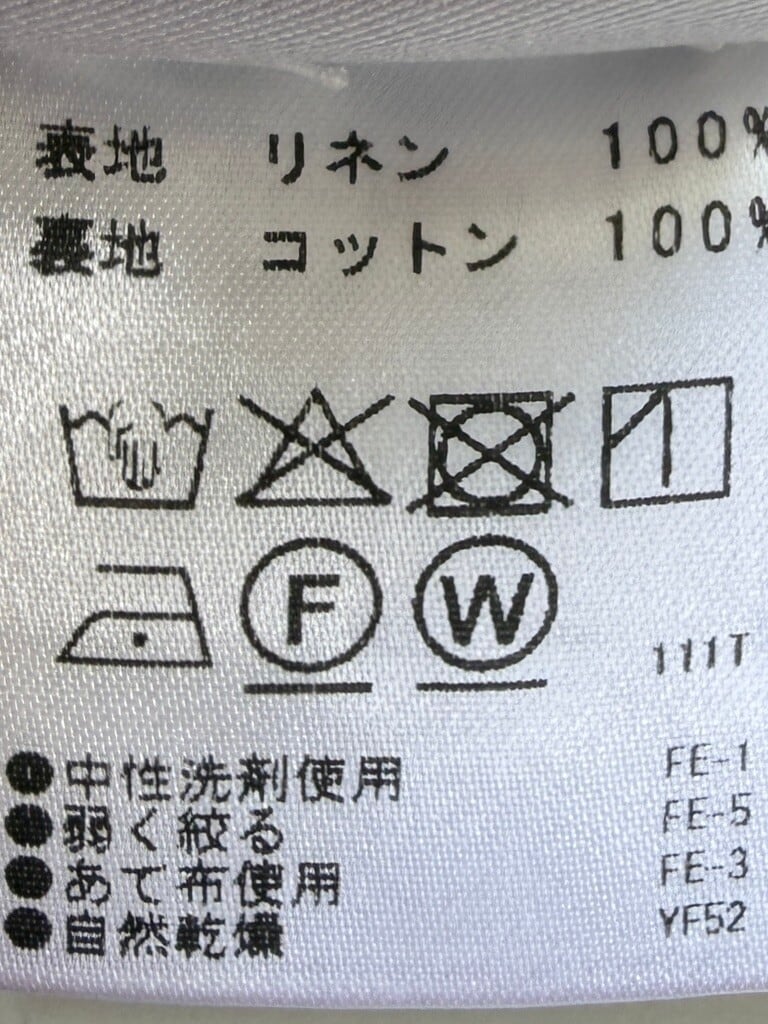 表地 リネン 100%
裏地 コットン 100%
F W
111T
●中性洗剤使用 FE-1
●弱く絞る FE-5
●あて布使用 FE-3
●自然乾燥 YF52